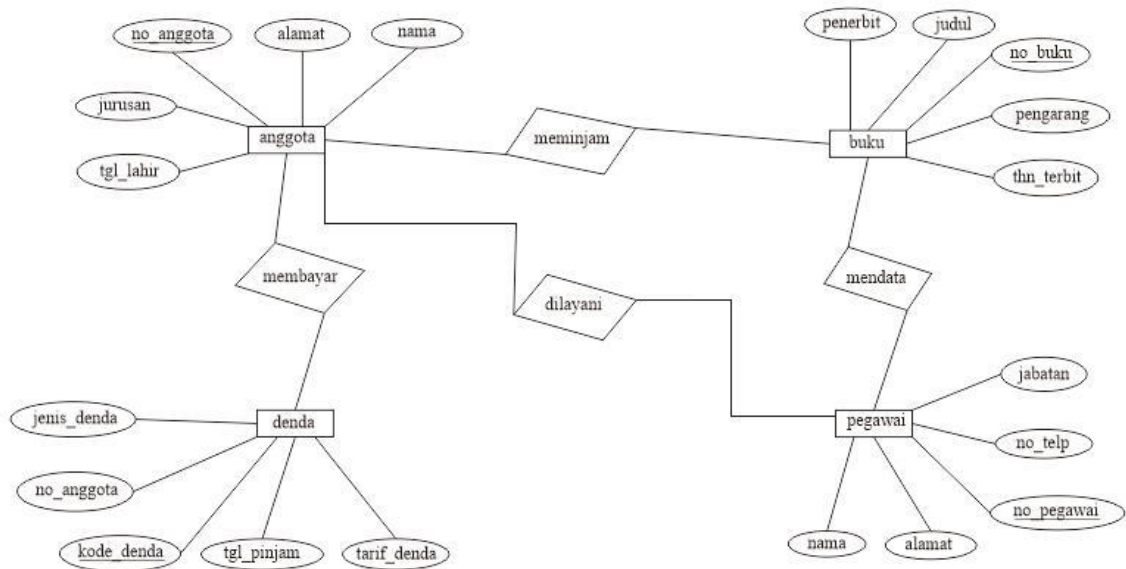 no_anggota
alamat
nama
penerbit
judul
no_buku
jurusan
pengarang
anggota
meminjam
buku
tgl_lahir
thn_terbit
membayar
dilayani
mendata
jabatan
jenis_denda
denda
pegawai
no_telp
no_anggota
no_pegawai
kode_denda
tgl_pinjam
tarif_denda
nama
alamat